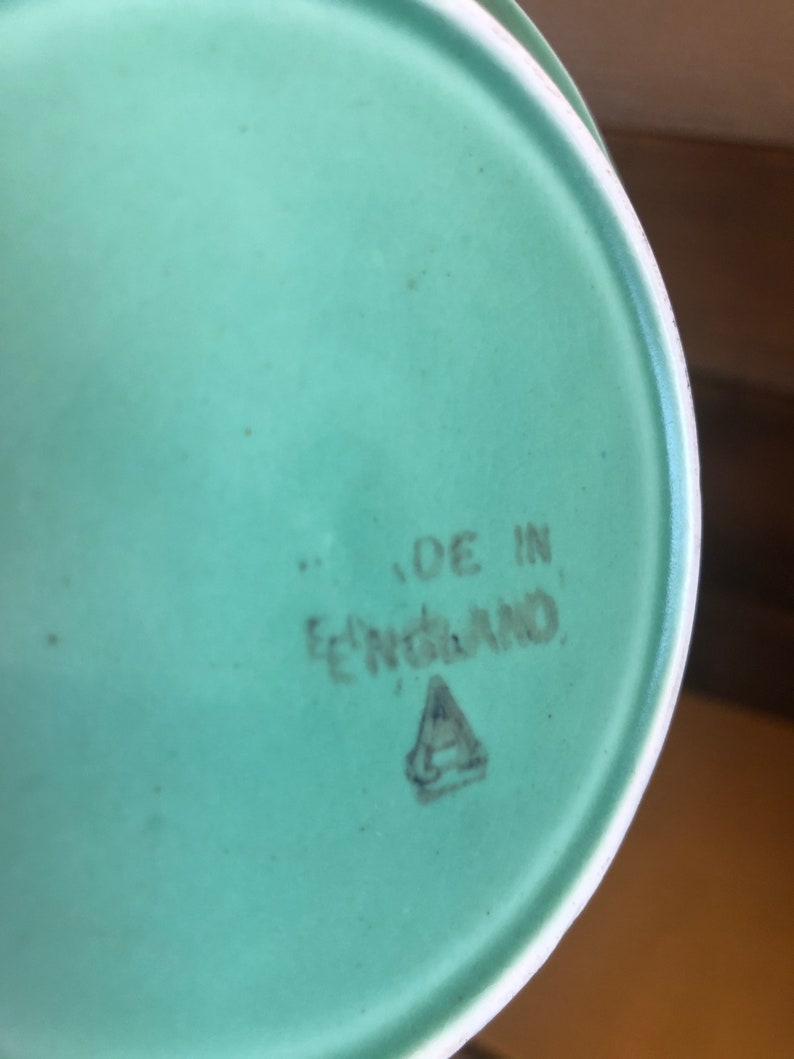 DE IN
ENGLAND
A